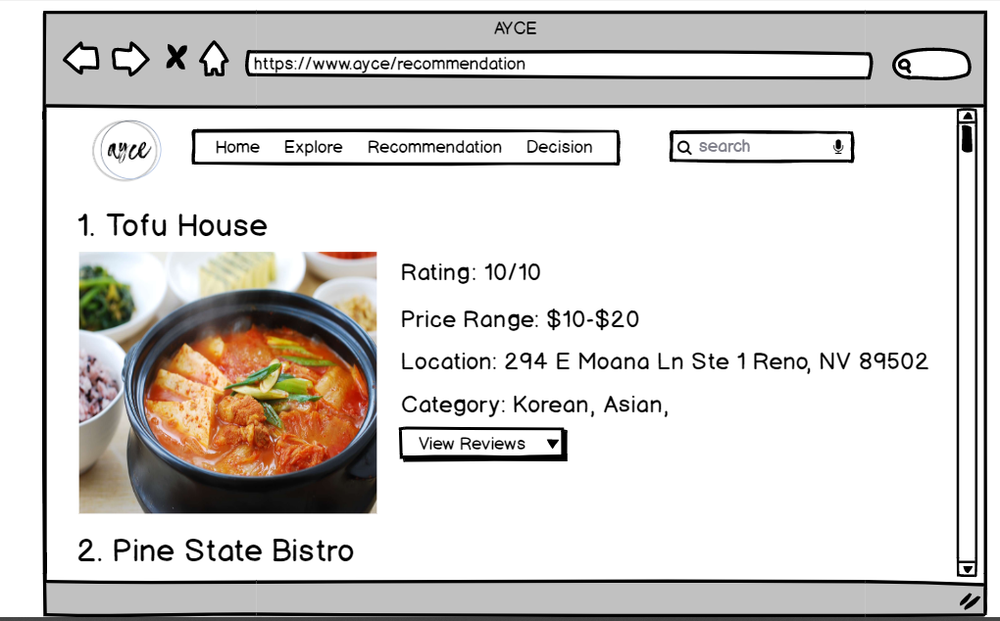 AYCE
https://www.ayce/recommendation
ayce
Home Explore Recommendation Decision
search
1. Tofu House
Rating: 10/10
Price Range: $10-$20
Location: 294 E Moana Ln Ste 1 Reno, NV 89502
Category: Korean, Asian,
View Reviews
2. Pine State Bistro